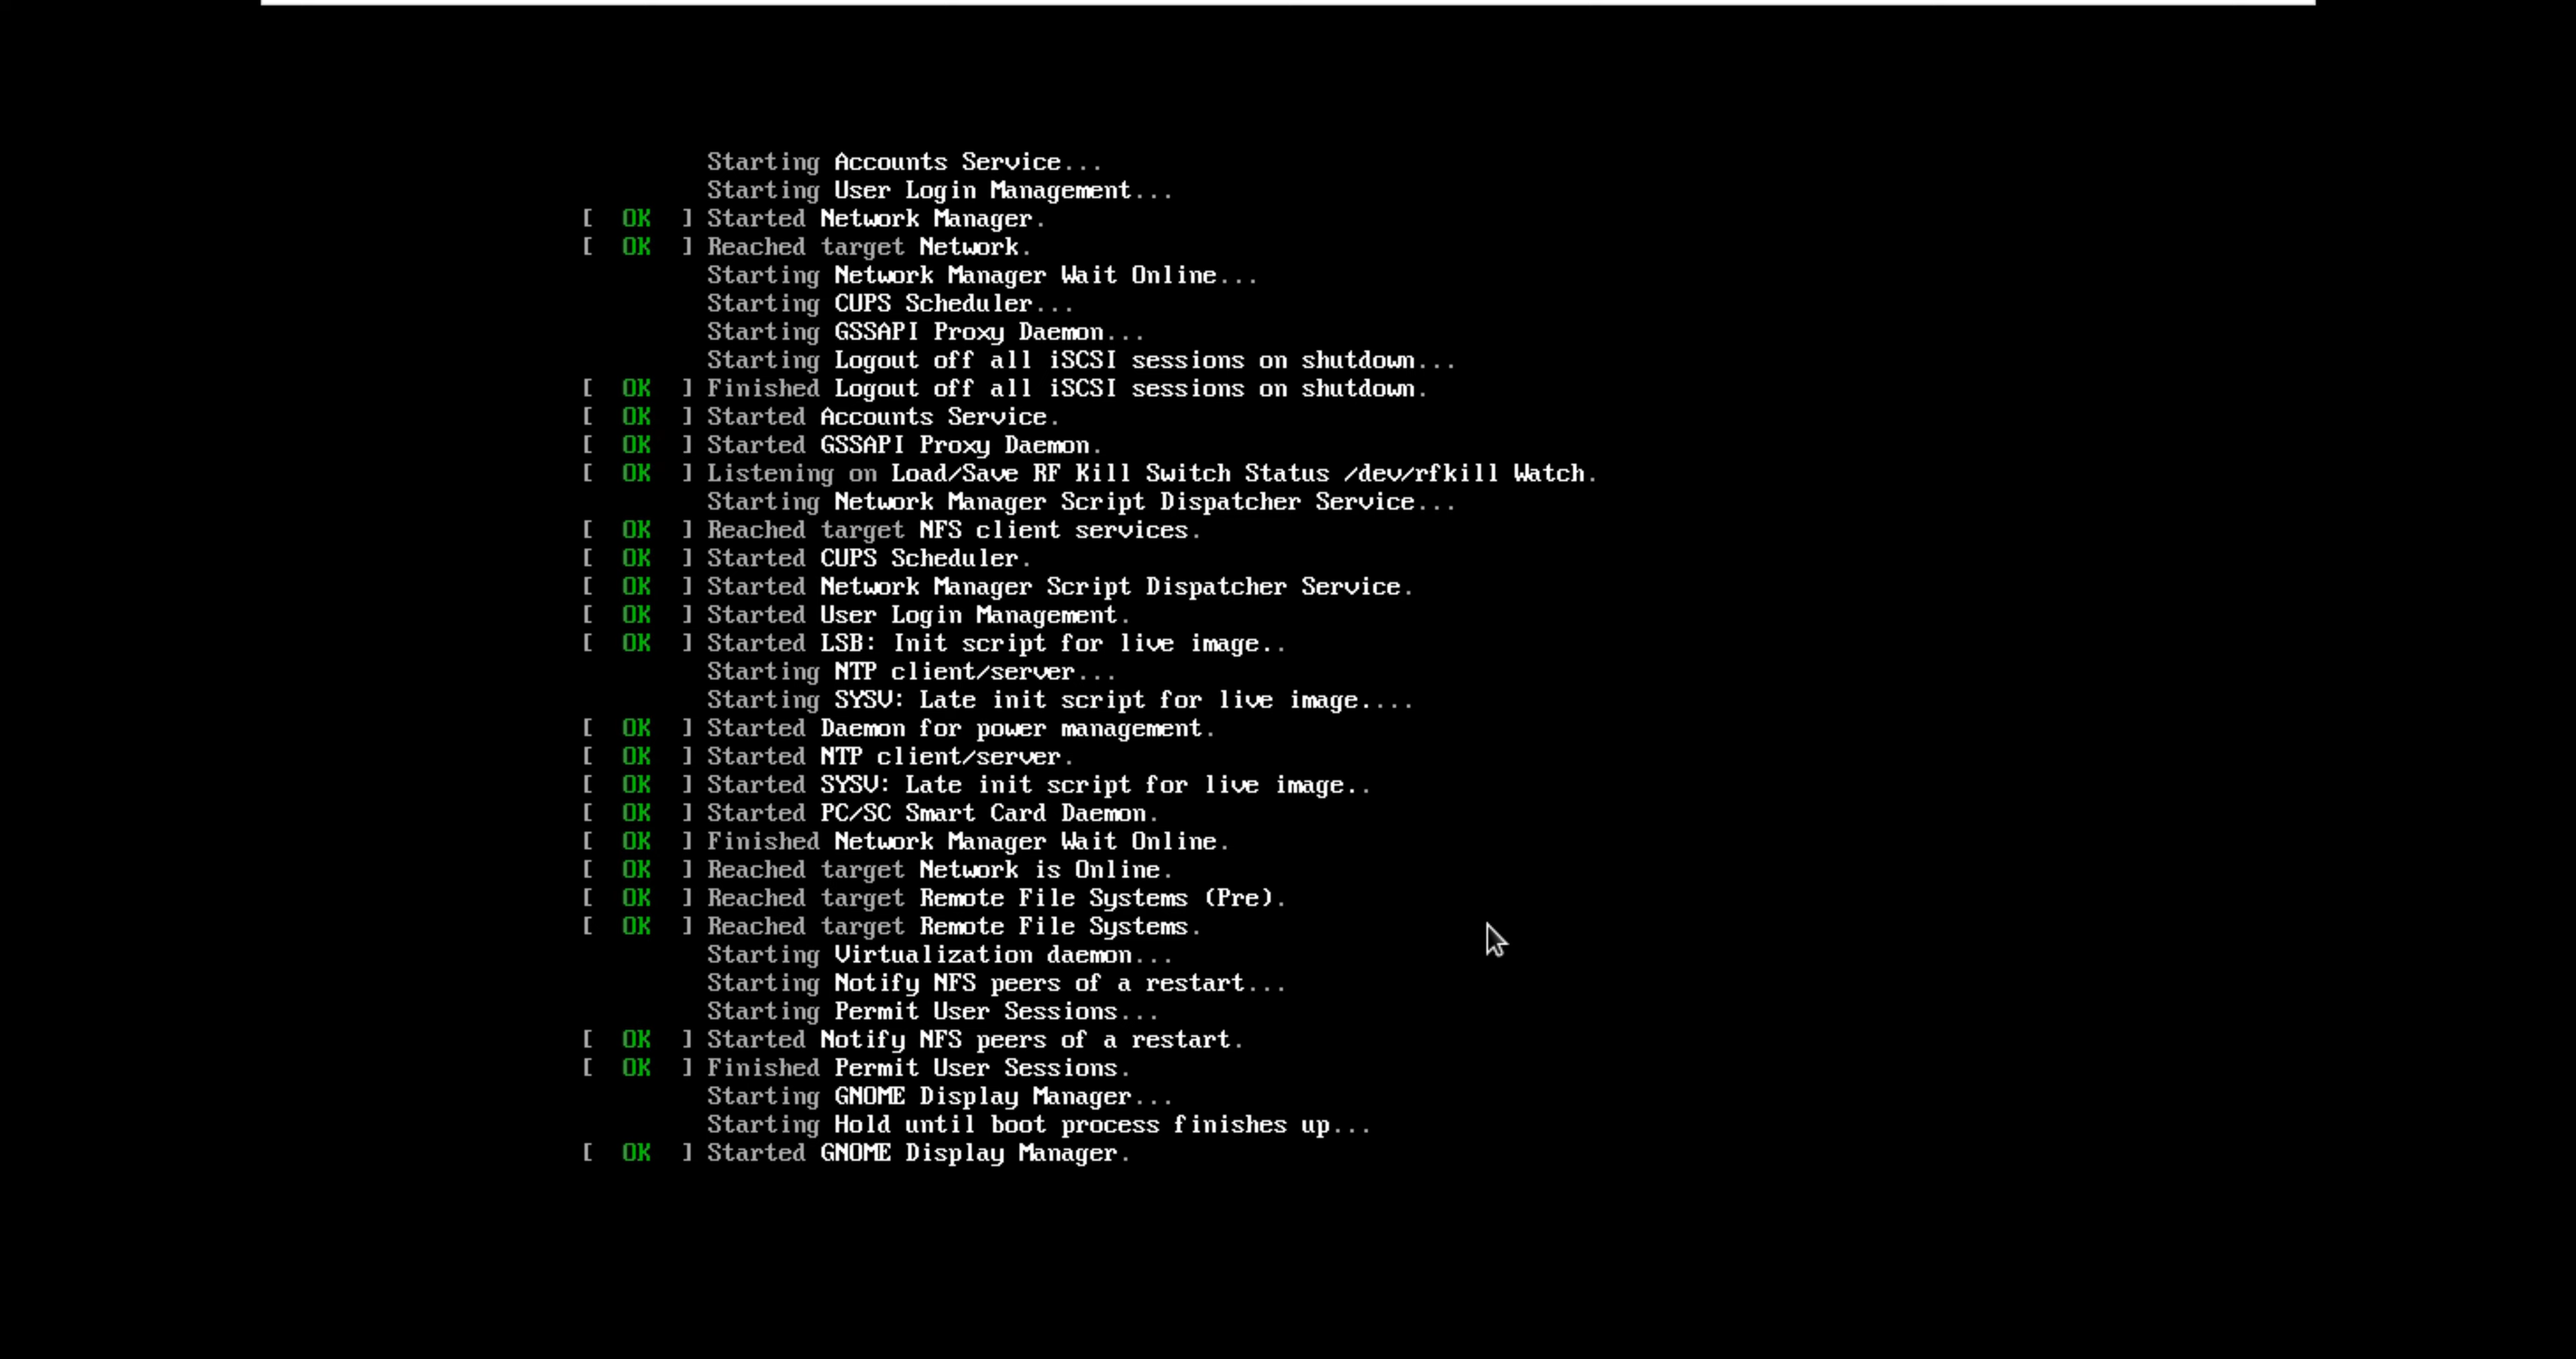 Starting Accounts Service...
Starting User Login Management...
[  OK  ] Started Network Manager.
[  OK  ] Reached target Network.
Starting Network Manager Wait Online...
Starting CUPS Scheduler...
Starting GSSAPI Proxy Daemon...
Starting Logout off all iSCSI sessions on shutdown...
[  OK  ] Finished Logout off all iSCSI sessions on shutdown.
[  OK  ] Started Accounts Service.
[  OK  ] Started GSSAPI Proxy Daemon.
[  OK  ] Listening on Load/Save RF Kill Switch Status /dev/rfkill Watch.
Starting Network Manager Script Dispatcher Service...
[  OK  ] Reached target NFS client services.
[  OK  ] Started CUPS Scheduler.
[  OK  ] Started Network Manager Script Dispatcher Service.
[  OK  ] Started User Login Management.
[  OK  ] Started LSB: Init script for live image..
Starting NTP client/server...
Starting SYSV: Late init script for live image....
[  OK  ] Started Daemon for power management.
[  OK  ] Started NTP client/server.
[  OK  ] Started SYSV: Late init script for live image..
[  OK  ] Started PC/SC Smart Card Daemon.
[  OK  ] Finished Network Manager Wait Online.
[  OK  ] Reached target Network is Online.
[  OK  ] Reached target Remote File Systems (Pre).
[  OK  ] Reached target Remote File Systems.
Starting Virtualization daemon...
Starting Notify NFS peers of a restart...
Starting Permit User Sessions...
[  OK  ] Started Notify NFS peers of a restart.
[  OK  ] Finished Permit User Sessions.
Starting GNOME Display Manager...
Starting Hold until boot process finishes up...
[  OK  ] Started GNOME Display Manager.